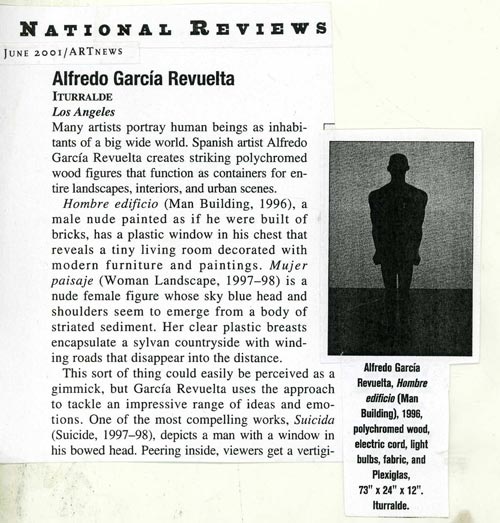 NATIONAL REVIEWS
JUNE 2001/ARTNEWS
Alfredo García Revuelta
ITURRALDE
Los Angeles
Many artists portray human beings as inhabi-
tants of a big wide world. Spanish artist Alfredo
García Revuelta creates striking polychromed
wood figures that function as containers for en-
tire landscapes, interiors, and urban scenes.
Hombre edificio (Man Building, 1996), a
male nude painted as if he were built of
bricks, has a plastic window in his chest that
reveals a tiny living room decorated with
modern furniture and paintings. Mujer
paisaje (Woman Landscape, 1997–98) is a
nude female figure whose sky blue head and
shoulders seem to emerge from a body of
striated sediment. Her clear plastic breasts
encapsulate a sylvan countryside with wind-
ing roads that disappear into the distance.
This sort of thing could easily be perceived as a
gimmick, but García Revuelta uses the approach
to tackle an impressive range of ideas and emo-
tions. One of the most compelling works, Suicida
(Suicide, 1997–98), depicts a man with a window in
his bowed head. Peering inside, viewers get a vertigi-
Alfredo García
Revuelta, Hombre
edificio (Man
Building), 1996,
polychromed wood,
electric cord, light
bulbs, fabric, and
Plexiglas,
73" x 24" x 12".
Iturralde.